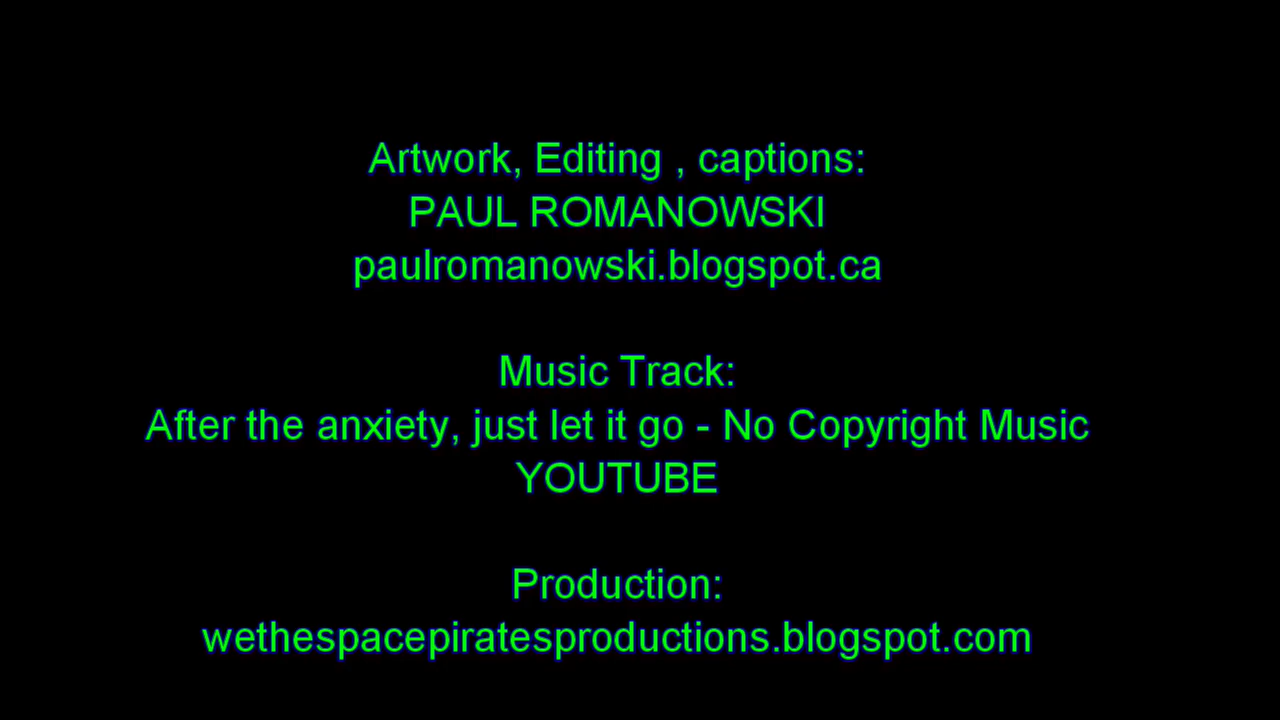 Artwork, Editing , captions:
PAUL ROMANOWSKI
paulromanowski.blogspot.ca
Music Track:
After the anxiety, just let it go - No Copyright Music
YOUTUBE
Production:
wethespacepiratesproductions.blogspot.com